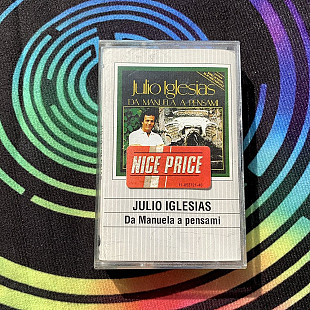 Julio Iglesias
DA MANUELA A PENSAMI
NICE PRICE
JULIO IGLESIAS
Da Manuela a pensami